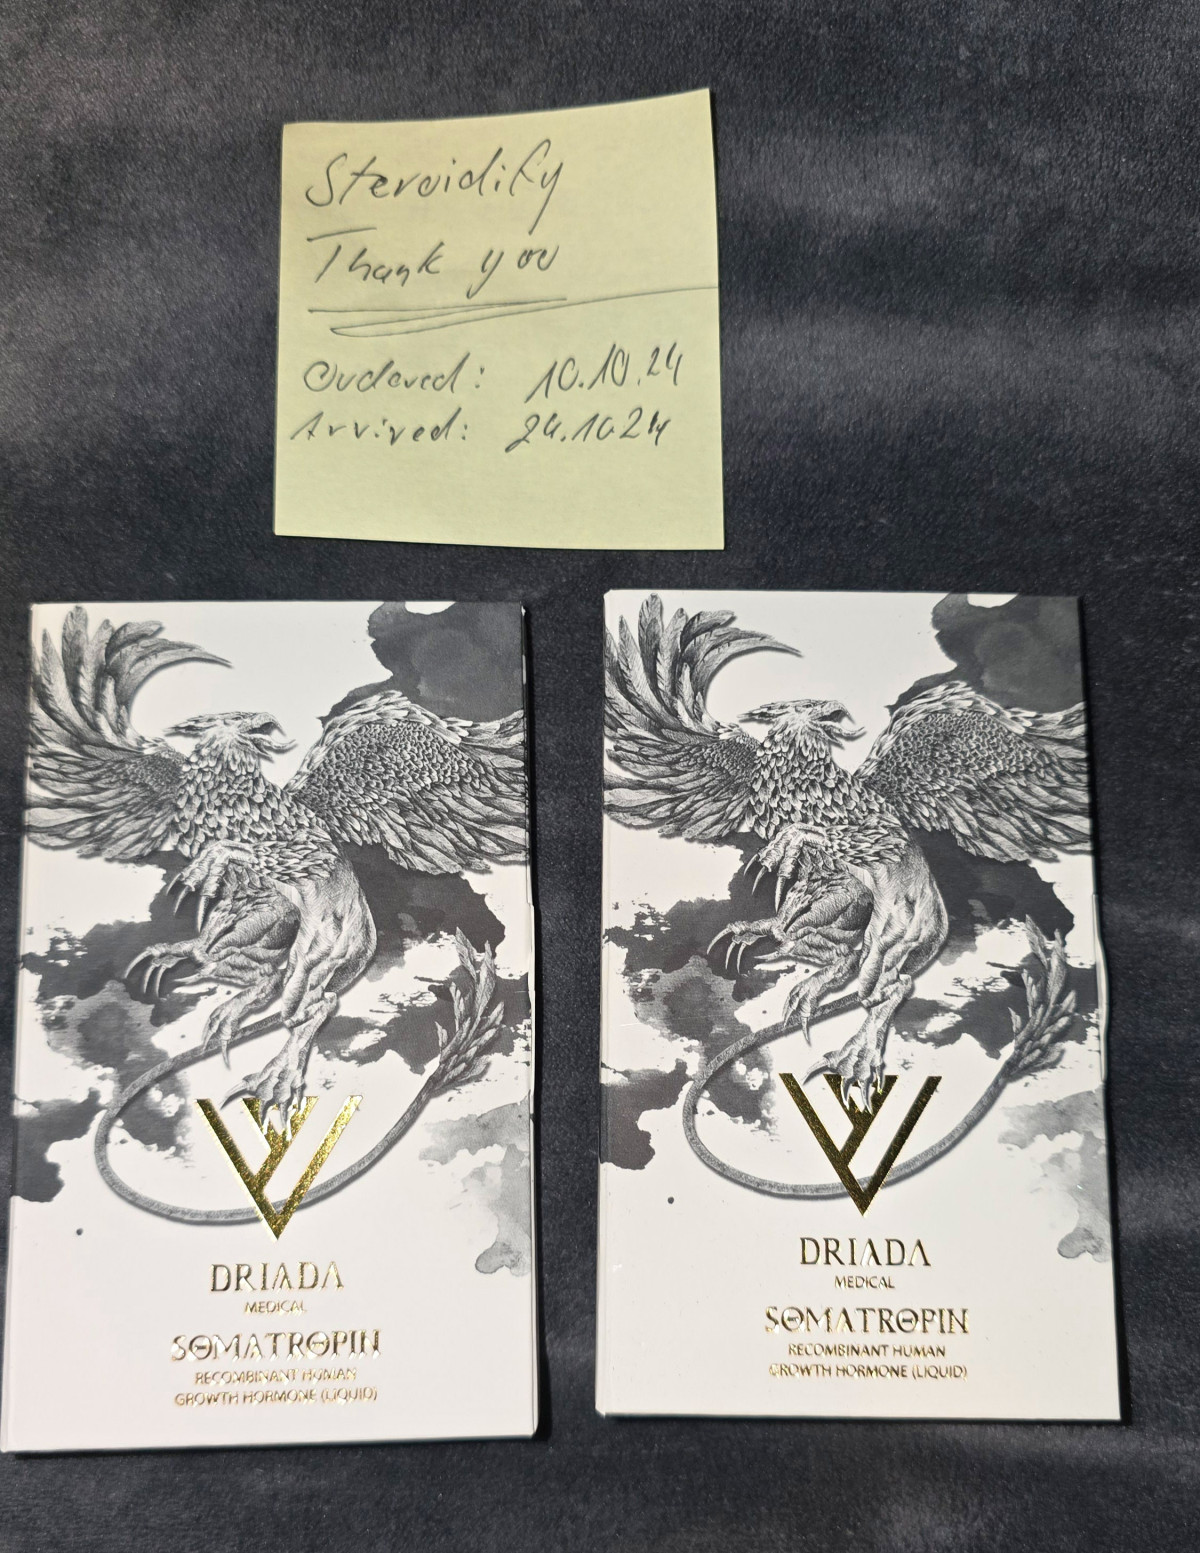 Steroidify
Thank you
Ordered: 10.10.24
Arrived: 24.10.24
DRIADA
MEDICAL
SOMATROPIN
RECOMBINANT HUMAN
GROWTH HORMONE (LIQUID)
DRIADA
MEDICAL
SOMATROPIN
RECOMBINANT HUMAN
GROWTH HORMONE (LIQUID)